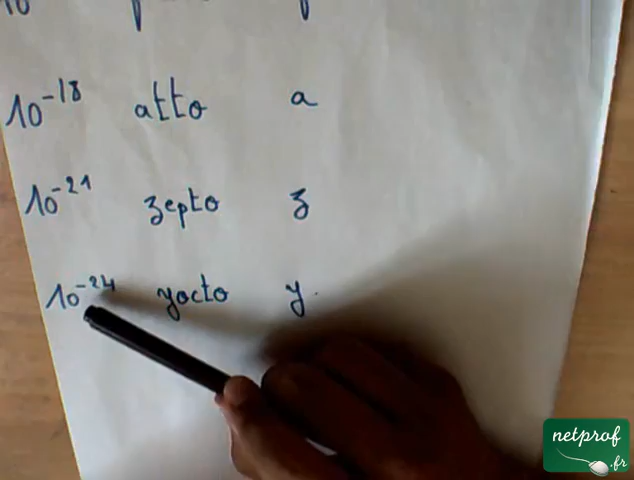 10⁻¹⁸ atto a
10⁻²¹ zepto z
10⁻²⁴ yocto y
netprof
.fr